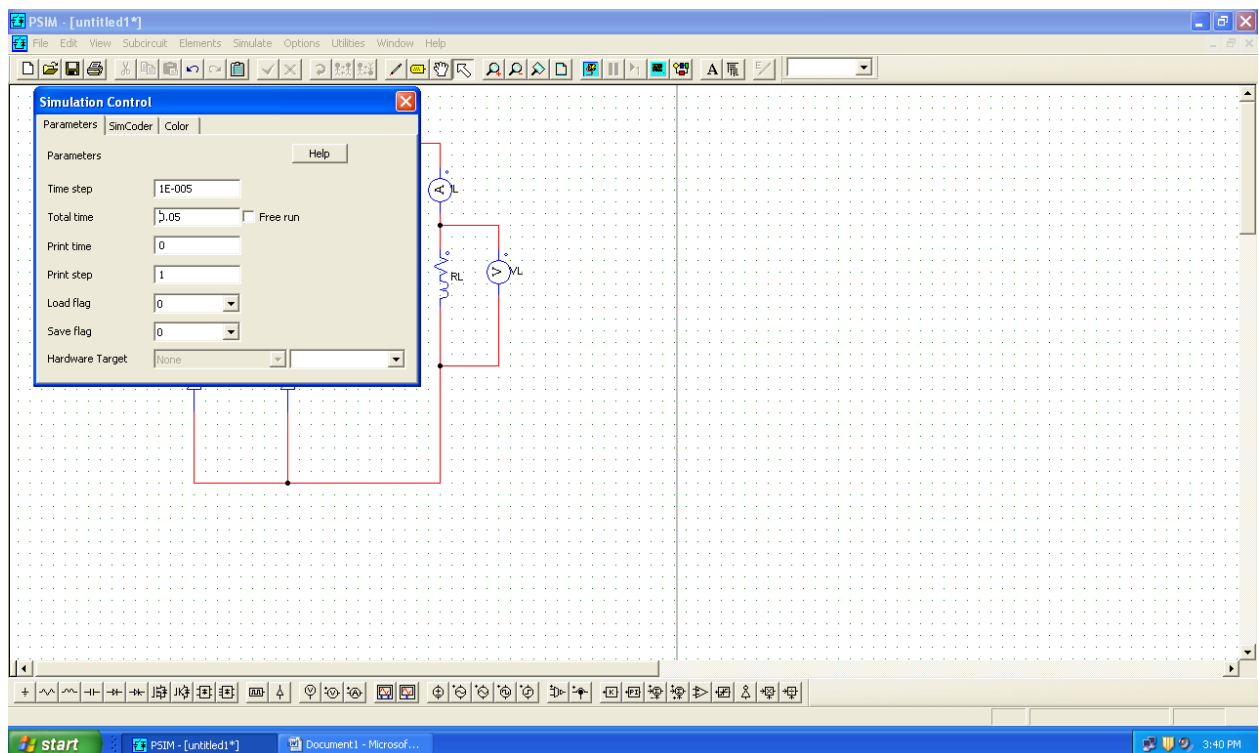 PSIM - [untitled1*]
File Edit View Subcircuit Elements Simulate Options Utilities Window Help
Simulation Control
Parameters SimCoder Color
Parameters Help
Time step 1E-005
Total time 0.05 Free run
Print time 0
Print step 1
Load flag 0
Save flag 0
Hardware Target None
A
RL
V VL
start PSIM - [untitled1*] Document1 - Microsof... 3:40 PM